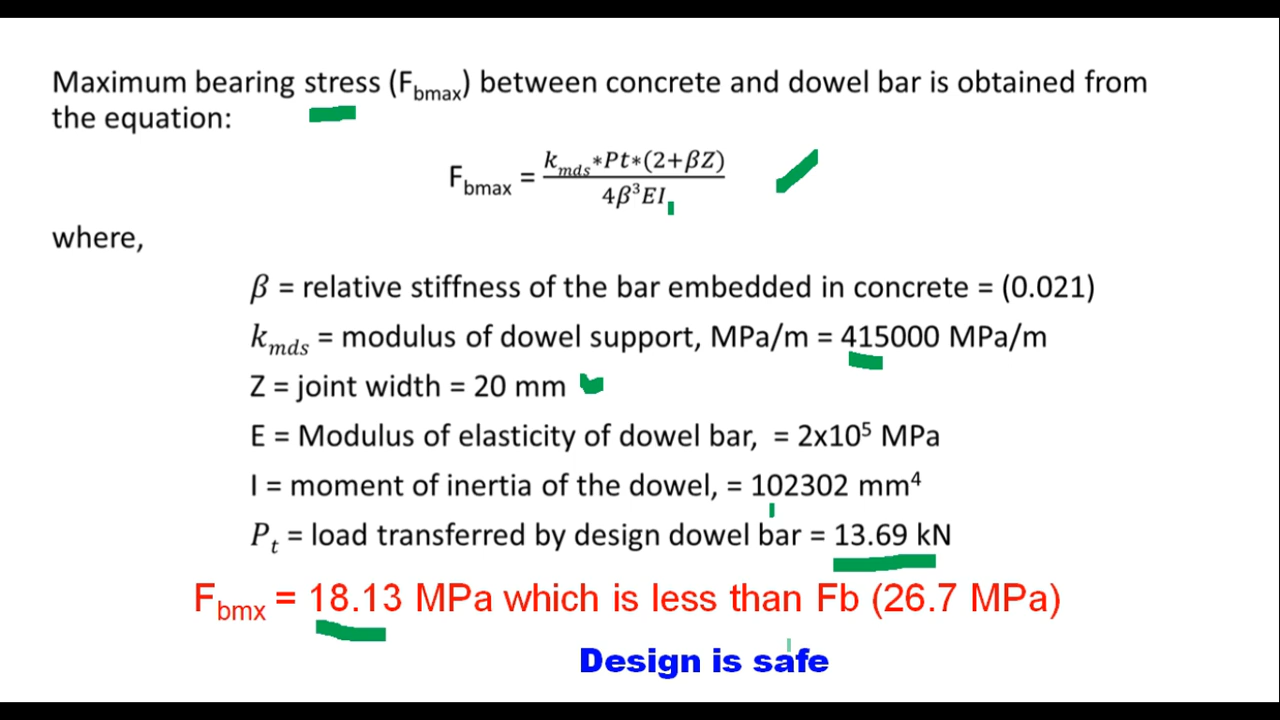 Maximum bearing stress (Fbmax) between concrete and dowel bar is obtained from
the equation:
Fbmax = kmds*Pt*(2+βZ) / 4β³EI
where,
β = relative stiffness of the bar embedded in concrete = (0.021)
kmds = modulus of dowel support, MPa/m = 415000 MPa/m
Z = joint width = 20 mm
E = Modulus of elasticity of dowel bar, = 2x10⁵ MPa
I = moment of inertia of the dowel, = 102302 mm⁴
Pt = load transferred by design dowel bar = 13.69 kN
Fbmx = 18.13 MPa which is less than Fb (26.7 MPa)
Design is safe